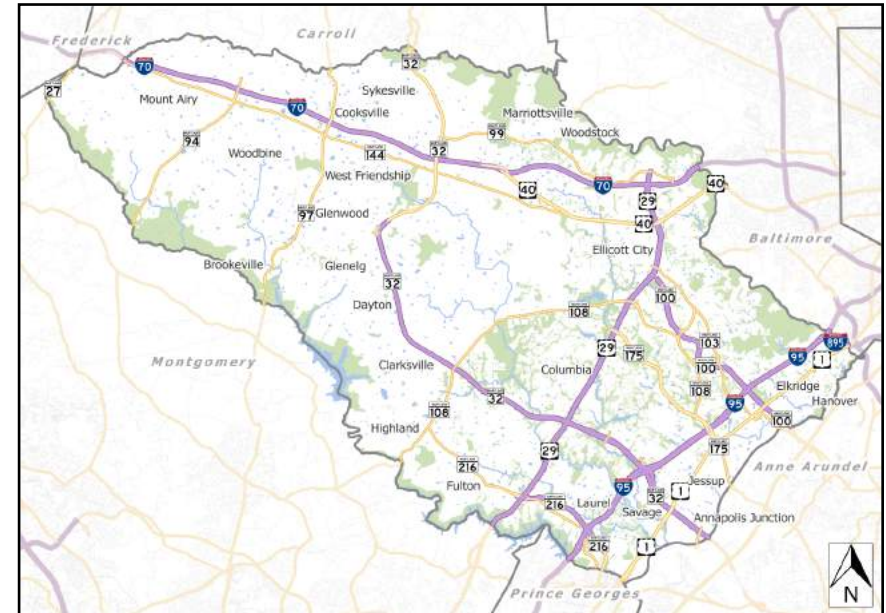 Carroll
Frederick
32
70
27
Mount Airy
Sykesville
70
Cooksville
Marriottsville
99
Woodstock
94
Woodbine
144
32
West Friendship
40
70
29
40
97
Glenwood
40
Ellicott City
Baltimore
Brookeville
Glenelg
32
100
Dayton
108
103
895
29
175
95
1
Montgomery
Clarksville
Columbia
100
108
Elkridge
32
95
Hanover
108
100
Highland
29
175
216
Anne Arundel
Fulton
95
Jessup
216
Laurel
32
1
Savage
Annapolis Junction
216
1
Prince Georges
N